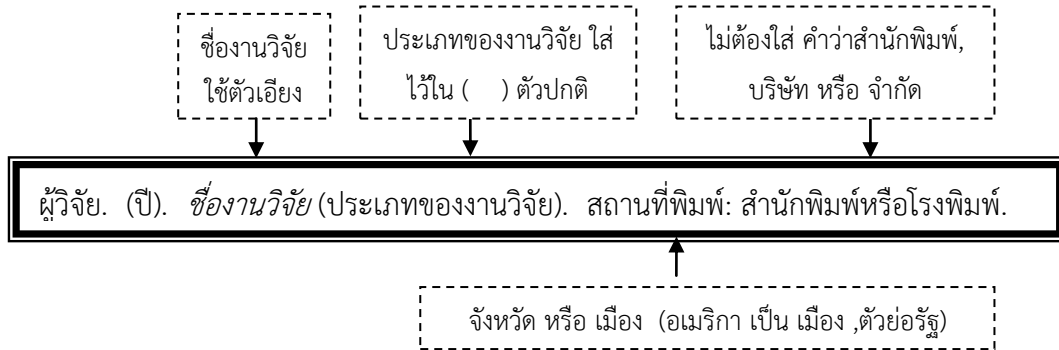 ชื่องานวิจัย
ใช้ตัวเอียง
ประเภทของงานวิจัย ใส่
ไว้ใน (    ) ตัวปกติ
ไม่ต้องใส่ คำว่าสำนักพิมพ์,
บริษัท หรือ จำกัด
ผู้วิจัย.  (ปี).  ชื่องานวิจัย (ประเภทของงานวิจัย).  สถานที่พิมพ์: สำนักพิมพ์หรือโรงพิมพ์.
จังหวัด หรือ เมือง  (อเมริกา เป็น เมือง ,ตัวย่อรัฐ)